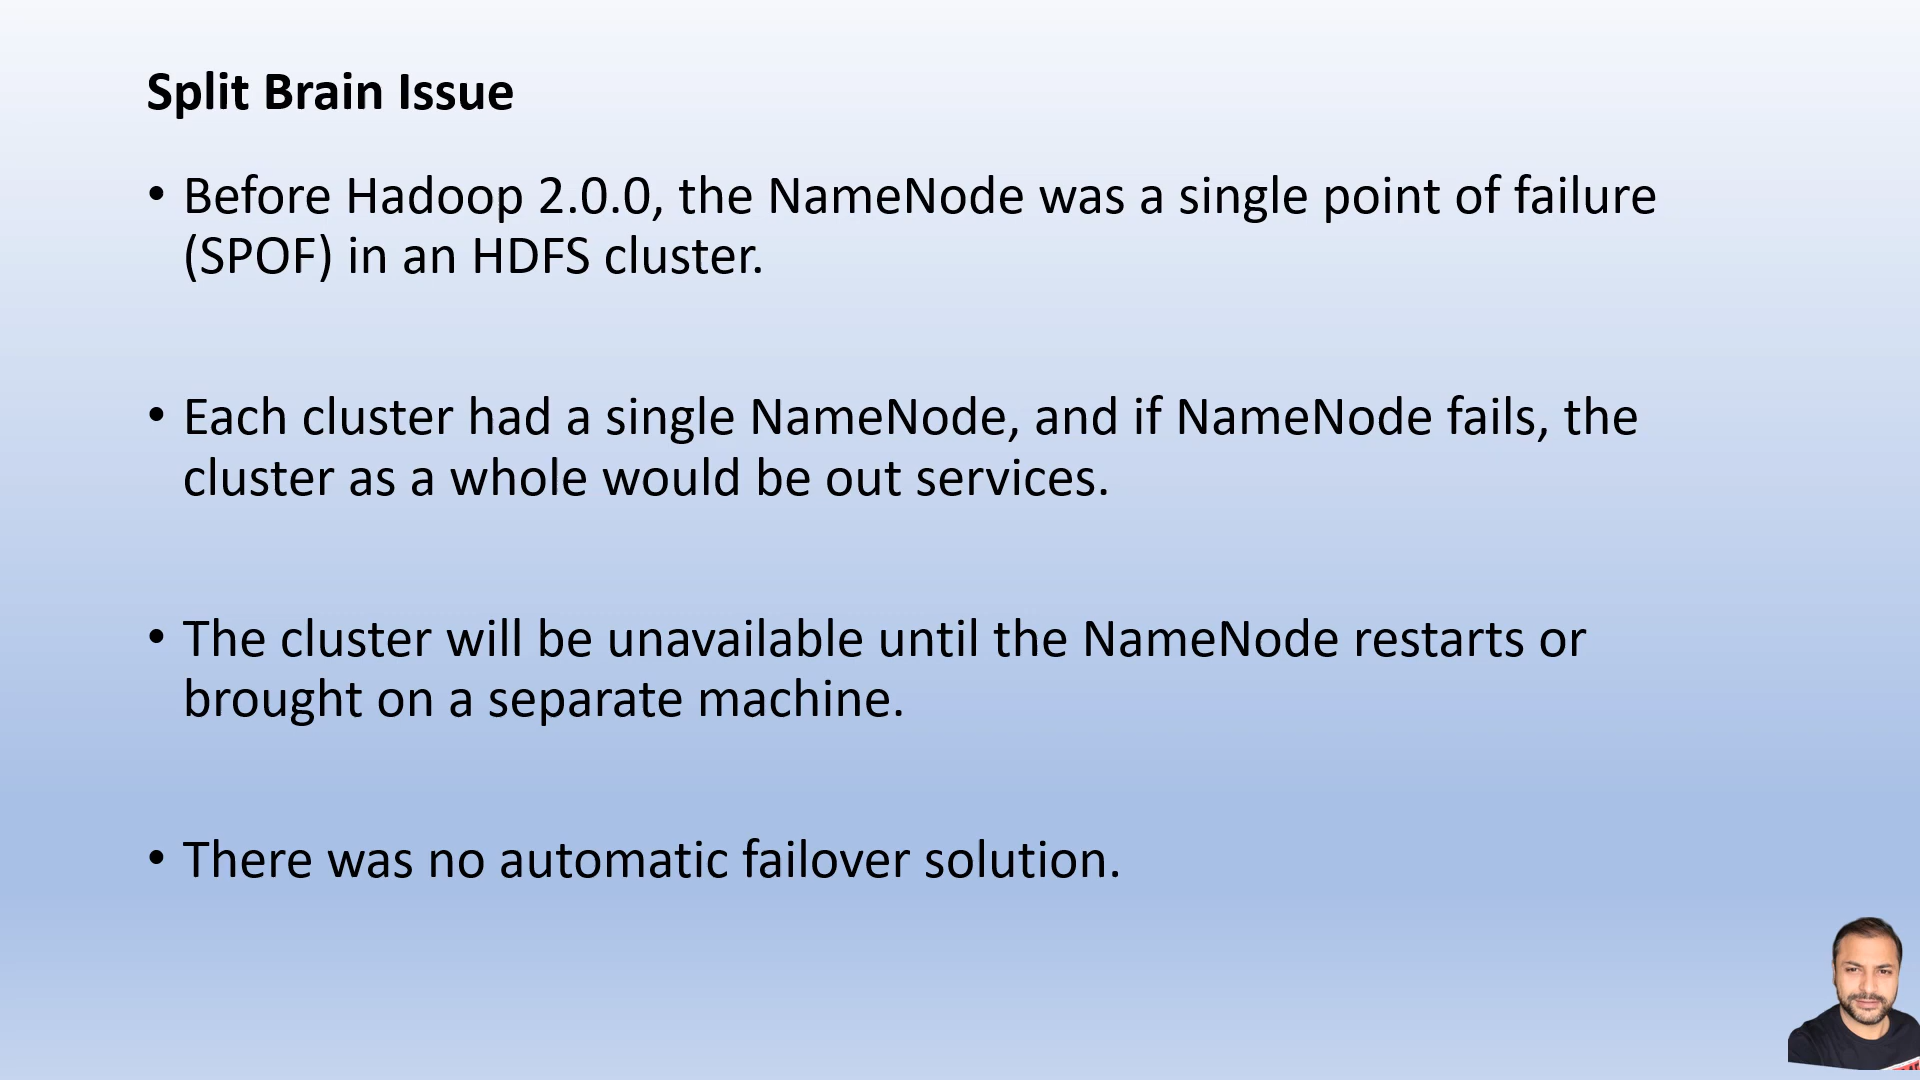 Split Brain Issue
• Before Hadoop 2.0.0, the NameNode was a single point of failure
(SPOF) in an HDFS cluster.
• Each cluster had a single NameNode, and if NameNode fails, the
cluster as a whole would be out services.
• The cluster will be unavailable until the NameNode restarts or
brought on a separate machine.
• There was no automatic failover solution.